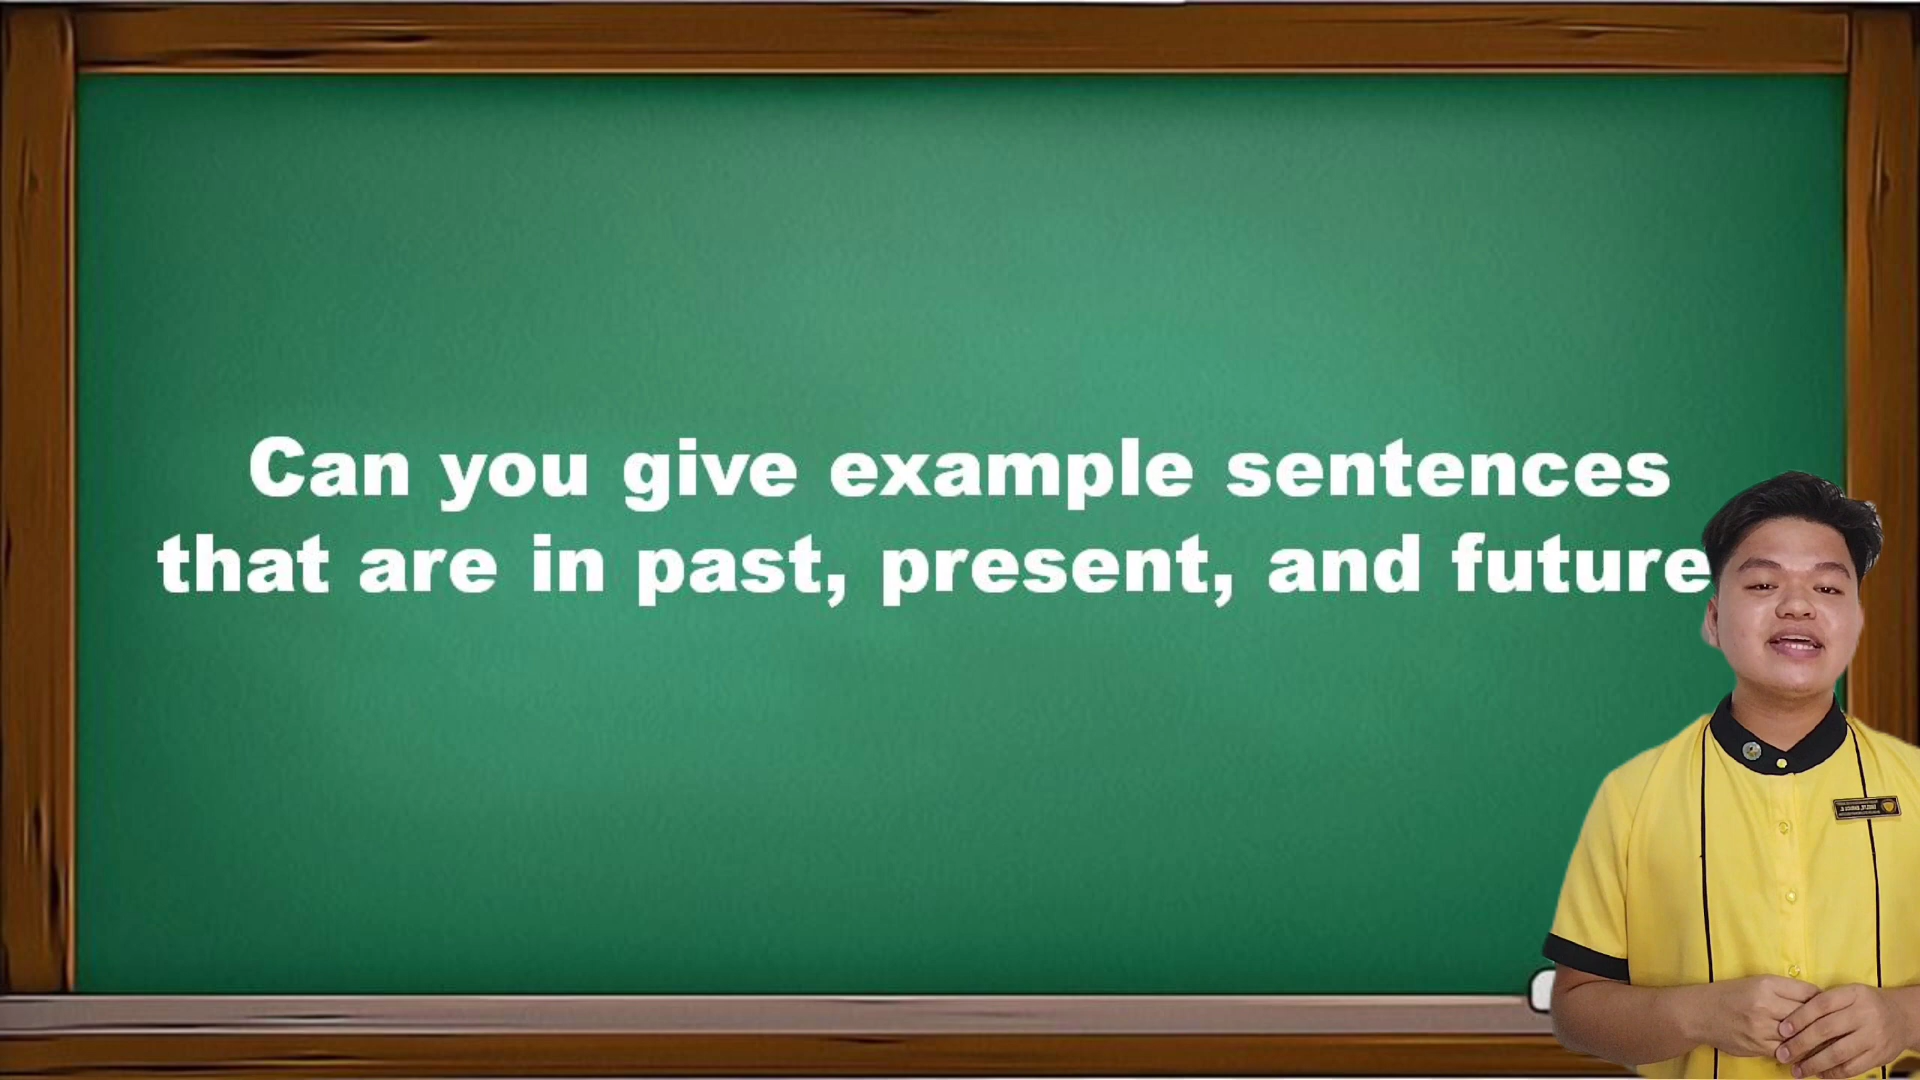 Can you give example sentences
that are in past, present, and future